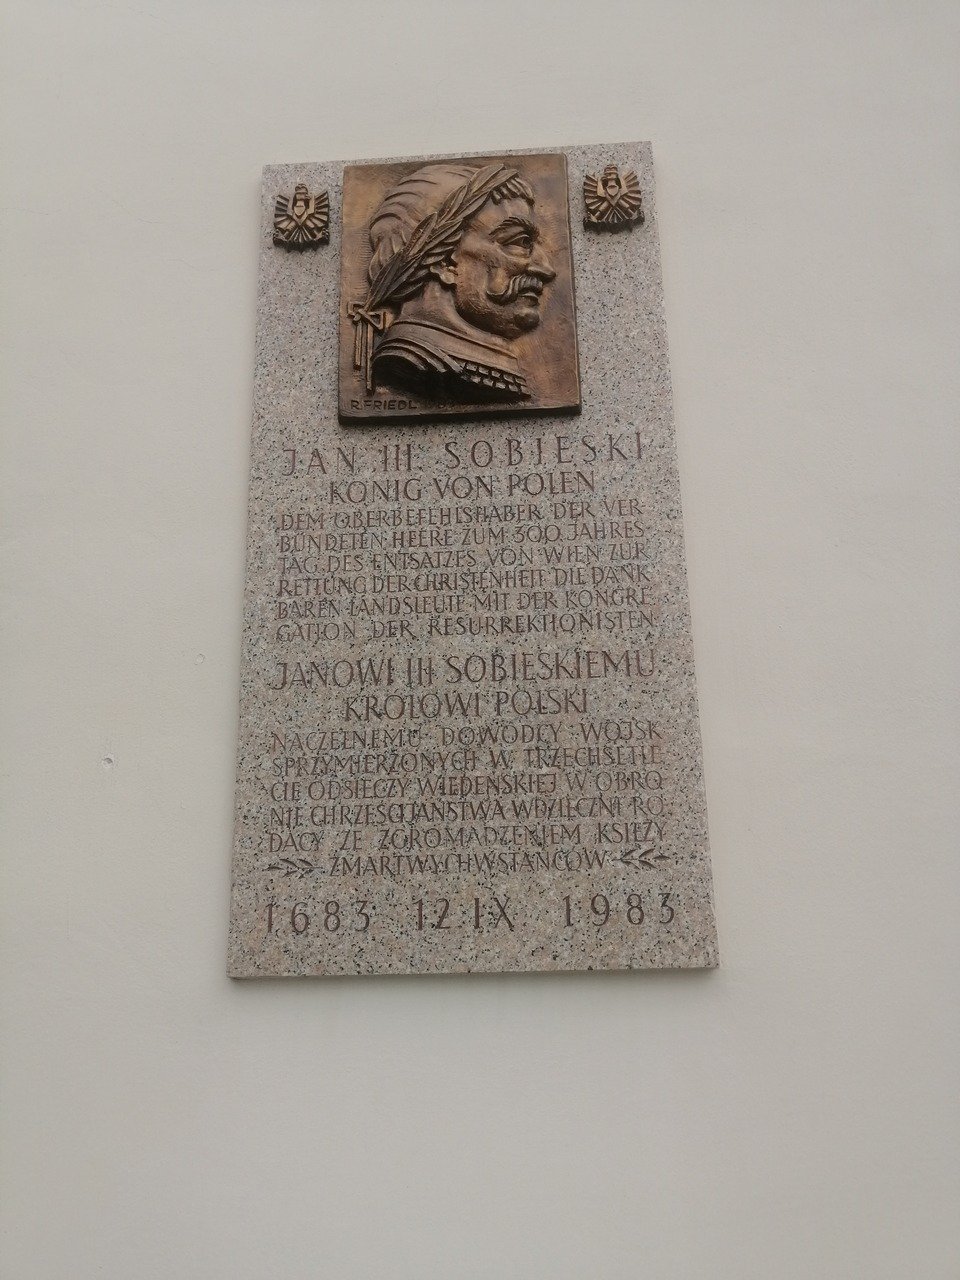 R. FRIEDL
JAN III SOBIESKI
KÖNIG VON POLEN
DEM OBERBEFEHLSHABER DER VER
BÜNDETEN HEERE ZUM 300 JAHRES
TAG DES ENTSATZES VON WIEN ZUR
RETTUNG DER CHRISTENHEIT DIE DANK
BAREN LANDSLEUTE MIT DER KONGRE
GATION DER RESURREKTIONISTEN
JANOWI III SOBIESKIEMU
KRÓLOWI POLSKI
NACZELNEMU DOWÓDCY WOJSK
SPRZYMIERZONYCH W TRZECHSETLE
CIE ODSIECZY WIEDEŃSKIEJ W OBRO
NIE CHRZEŚCIJAŃSTWA WDZIĘCZNI RO
DACY ZE ZGROMADZENIEM KSIĘŻY
ZMARTWYCHWSTAŃCÓW
1683 12 IX 1983